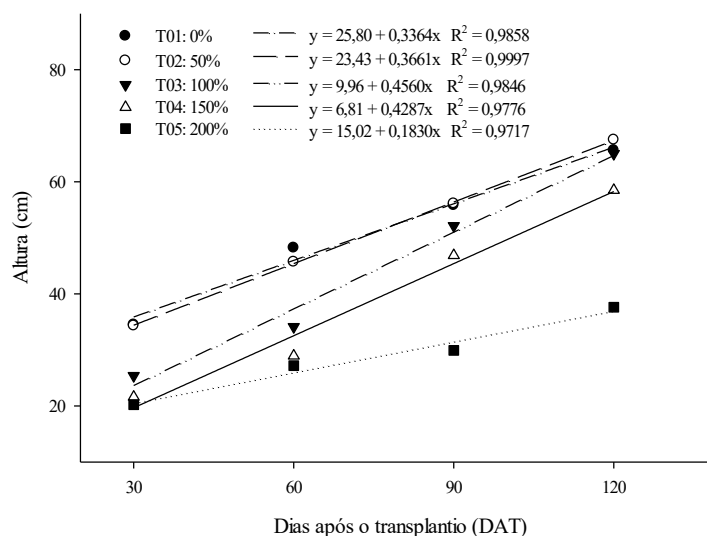 T01: 0% y = 25,80 + 0,3364x R² = 0,9858
T02: 50% y = 23,43 + 0,3661x R² = 0,9997
T03: 100% y = 9,96 + 0,4560x R² = 0,9846
T04: 150% y = 6,81 + 0,4287x R² = 0,9776
T05: 200% y = 15,02 + 0,1830x R² = 0,9717
80
60
40
20
Altura (cm)
30 60 90 120
Dias após o transplantio (DAT)